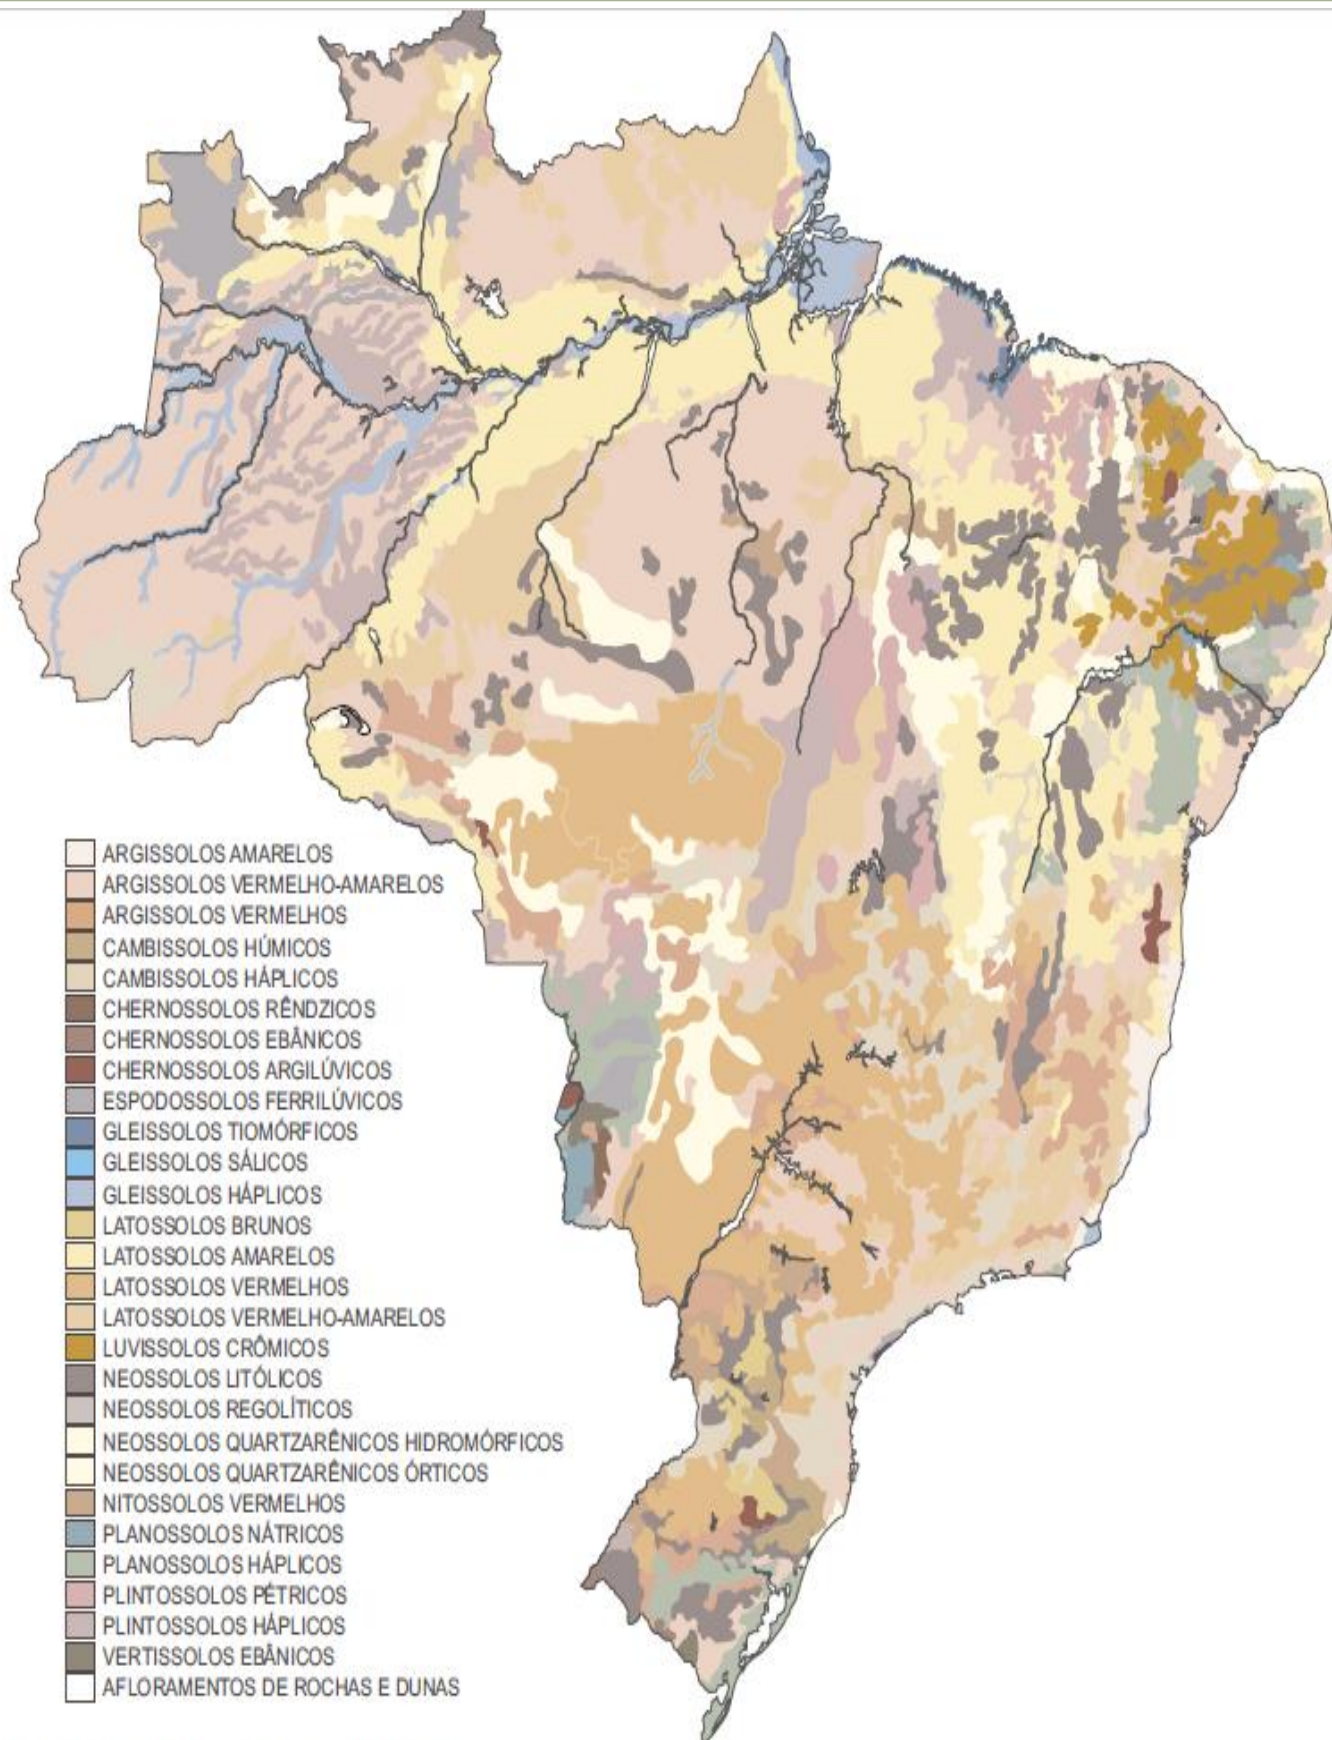 ARGISSOLOS AMARELOS
ARGISSOLOS VERMELHO-AMARELOS
ARGISSOLOS VERMELHOS
CAMBISSOLOS HÚMICOS
CAMBISSOLOS HÁPLICOS
CHERNOSSOLOS RÊNDZICOS
CHERNOSSOLOS EBÂNICOS
CHERNOSSOLOS ARGILÚVICOS
ESPODOSSOLOS FERRILÚVICOS
GLEISSOLOS TIOMÓRFICOS
GLEISSOLOS SÁLICOS
GLEISSOLOS HÁPLICOS
LATOSSOLOS BRUNOS
LATOSSOLOS AMARELOS
LATOSSOLOS VERMELHOS
LATOSSOLOS VERMELHO-AMARELOS
LUVISSOLOS CRÔMICOS
NEOSSOLOS LITÓLICOS
NEOSSOLOS REGOLÍTICOS
NEOSSOLOS QUARTZARÊNICOS HIDROMÓRFICOS
NEOSSOLOS QUARTZARÊNICOS ÓRTICOS
NITOSSOLOS VERMELHOS
PLANOSSOLOS NÁTRICOS
PLANOSSOLOS HÁPLICOS
PLINTOSSOLOS PÉTRICOS
PLINTOSSOLOS HÁPLICOS
VERTISSOLOS EBÂNICOS
AFLORAMENTOS DE ROCHAS E DUNAS